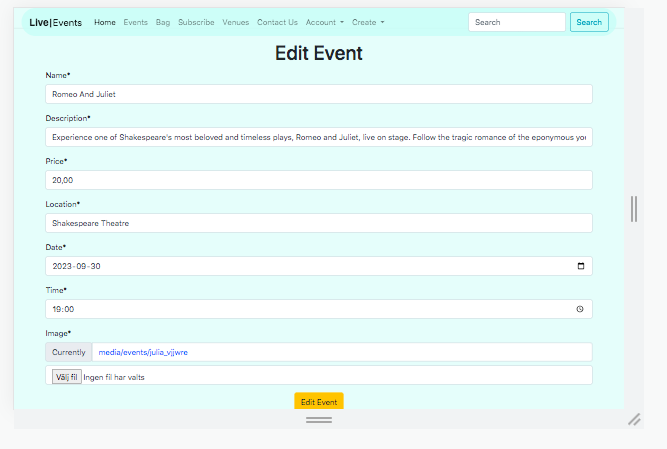 Live|Events Home Events Bag Subscribe Venues Contact Us Account Create Search Search
Edit Event
Name*
Romeo And Juliet
Description*
Experience one of Shakespeare's most beloved and timeless plays, Romeo and Juliet, live on stage. Follow the tragic romance of the eponymous you
Price*
20,00
Location*
Shakespeare Theatre
Date*
2023-09-30
Time*
19:00
Image*
Currently media/events/julia_vjjwre
Välj fil Ingen fil har valts
Edit Event